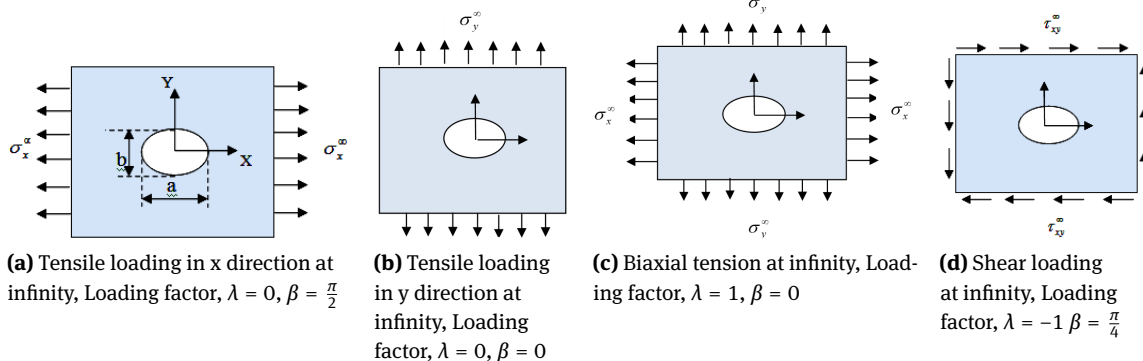 σ_y^∞
σ_y
τ_xy^∞
Y
σ_x^α
b
X
σ_x^∞
a
σ_x^∞
σ_x^∞
σ_y^∞
τ_xy^∞
(a) Tensile loading in x direction at
infinity, Loading factor, λ = 0, β = π/2
(b) Tensile loading
in y direction at
infinity, Loading
factor, λ = 0, β = 0
(c) Biaxial tension at infinity, Load-
ing factor, λ = 1, β = 0
(d) Shear loading
at infinity, Loading
factor, λ = −1 β = π/4